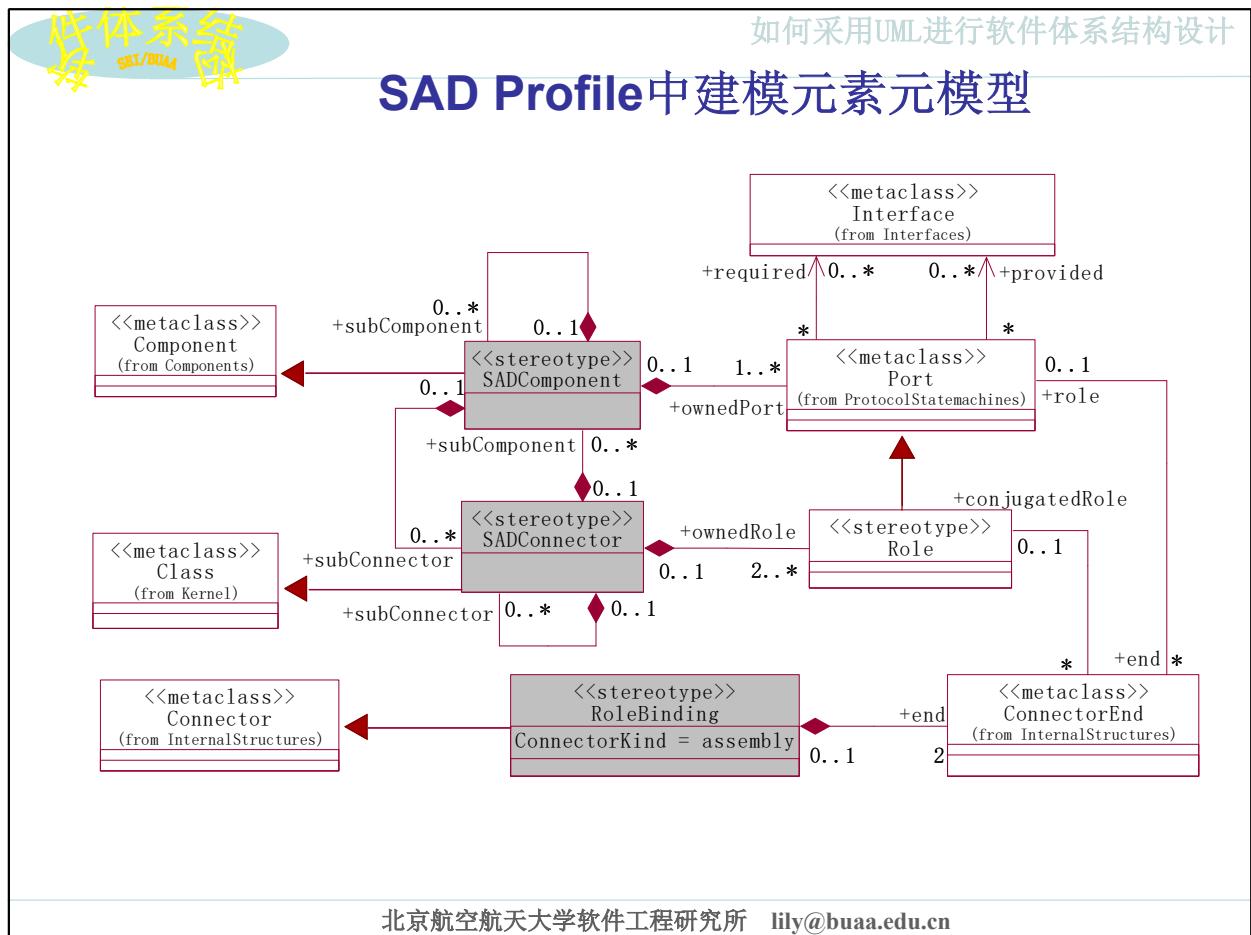 如何采用UML进行软件体系结构设计
件体系结
SEI/BUAA
SAD Profile中建模元素元模型
<<metaclass>>
Interface
(from Interfaces)
+required
0..*
0..*
+provided
*
*
<<metaclass>>
Component
(from Components)
0..*
+subComponent
0..1
<<stereotype>>
SADComponent
0..1
0..1
1..*
+ownedPort
<<metaclass>>
Port
(from ProtocolStatemachines)
0..1
+role
+subComponent
0..*
0..1
<<stereotype>>
SADConnector
0..*
+subConnector
+subConnector
0..*
0..1
+ownedRole
0..1
2..*
<<stereotype>>
Role
+conjugatedRole
0..1
<<metaclass>>
Class
(from Kernel)
*
+end
*
<<metaclass>>
Connector
(from InternalStructures)
<<stereotype>>
RoleBinding
ConnectorKind = assembly
0..1
+end
2
<<metaclass>>
ConnectorEnd
(from InternalStructures)
北京航空航天大学软件工程研究所 lily@buaa.edu.cn